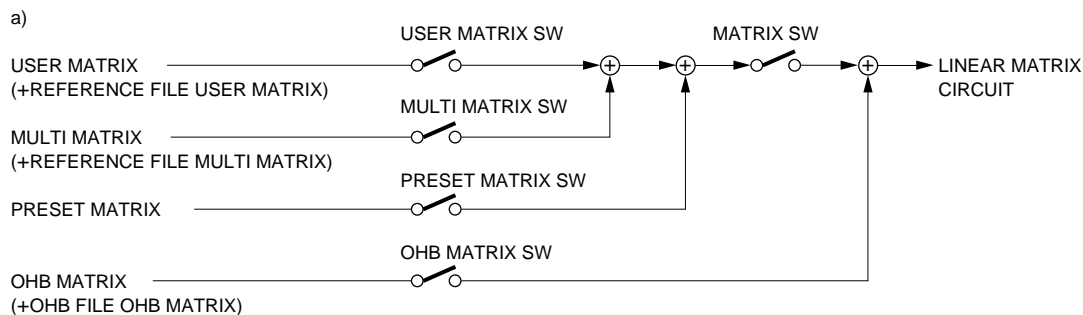 a)
USER MATRIX SW
MATRIX SW
USER MATRIX
(+REFERENCE FILE USER MATRIX)
LINEAR MATRIX
CIRCUIT
MULTI MATRIX SW
MULTI MATRIX
(+REFERENCE FILE MULTI MATRIX)
PRESET MATRIX SW
PRESET MATRIX
OHB MATRIX SW
OHB MATRIX
(+OHB FILE OHB MATRIX)